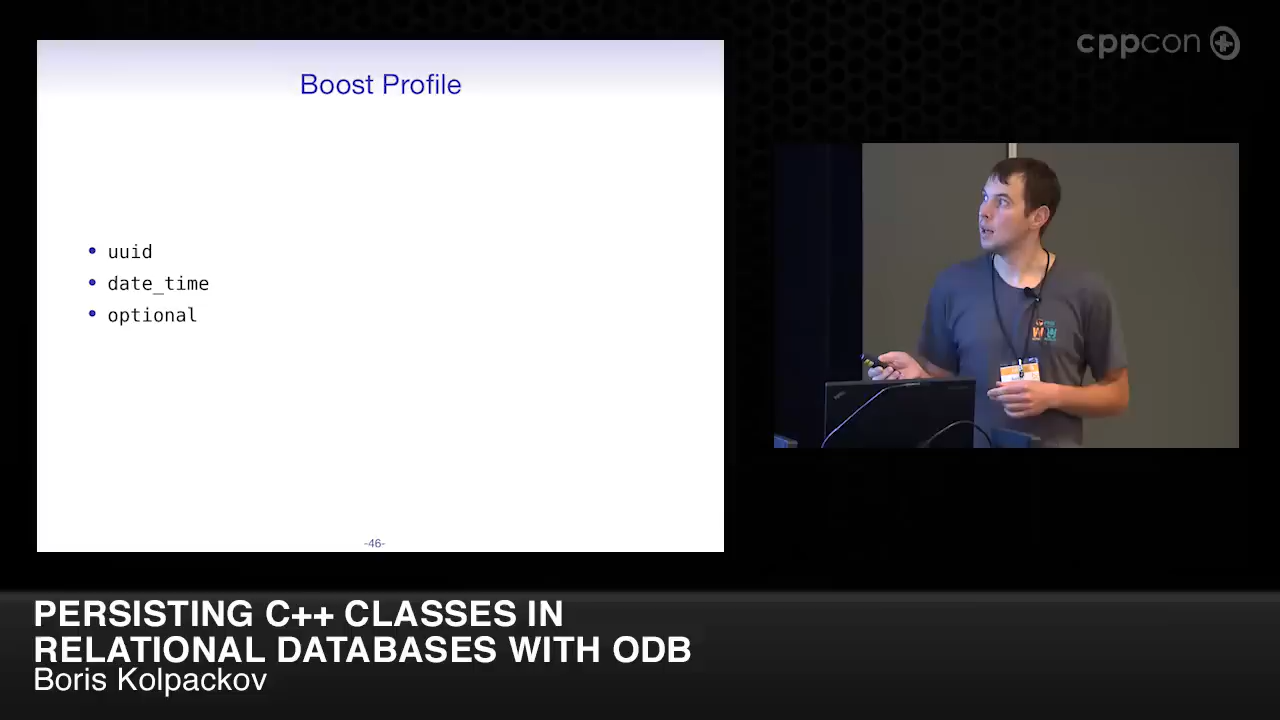 cppcon
Boost Profile
uuid
date_time
optional
-46-
PERSISTING C++ CLASSES IN
RELATIONAL DATABASES WITH ODB
Boris Kolpackov